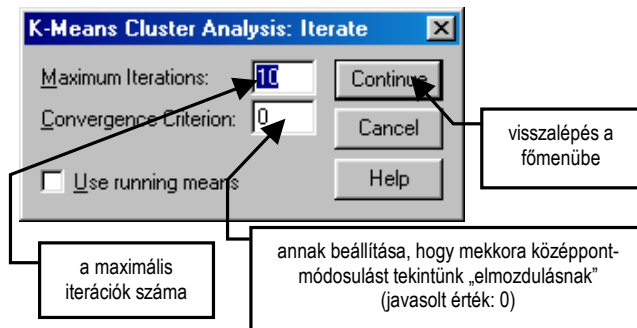 K-Means Cluster Analysis: Iterate
Maximum Iterations: 10
Continue
Convergence Criterion: 0
Cancel
Use running means
Help
visszalépés a
főmenübe
a maximális
iterációk száma
annak beállítása, hogy mekkora középpont-
módosulást tekintünk „elmozdulásnak”
(javasolt érték: 0)